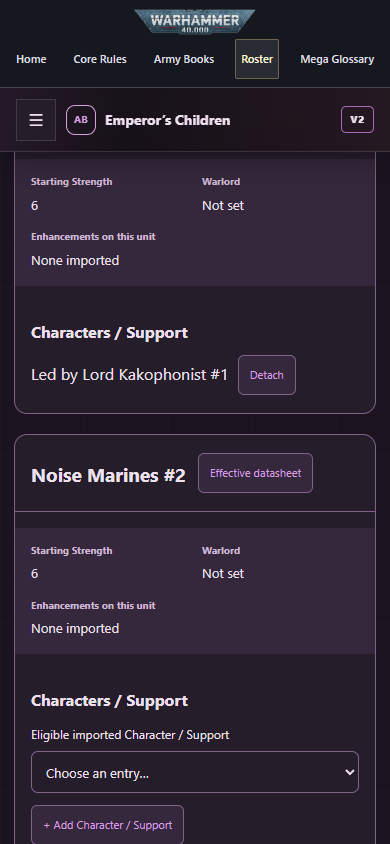 WARHAMMER
40,000
Home Core Rules Army Books Roster Mega Glossary
☰ AB Emperor’s Children V2
Starting Strength Warlord
6 Not set
Enhancements on this unit
None imported
Characters / Support
Led by Lord Kakophonist #1 Detach
Noise Marines #2 Effective datasheet
Starting Strength Warlord
6 Not set
Enhancements on this unit
None imported
Characters / Support
Eligible imported Character / Support
Choose an entry...
+ Add Character / Support